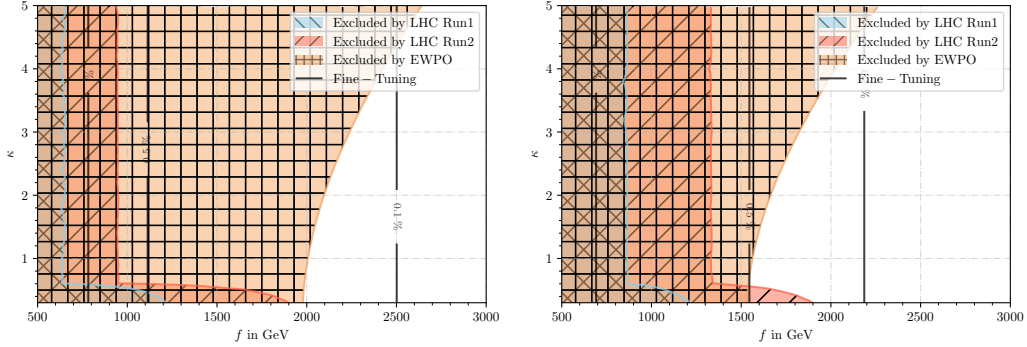 Excluded by LHC Run1
Excluded by LHC Run2
Excluded by EWPO
Fine − Tuning
%
0.5 %
0.1 %
5
4
3
2
1
κ
500
1000
1500
2000
2500
3000
f in GeV
Excluded by LHC Run1
Excluded by LHC Run2
Excluded by EWPO
Fine − Tuning
%
0.5 %
%
5
4
3
2
1
κ
500
1000
1500
2000
2500
3000
f in GeV